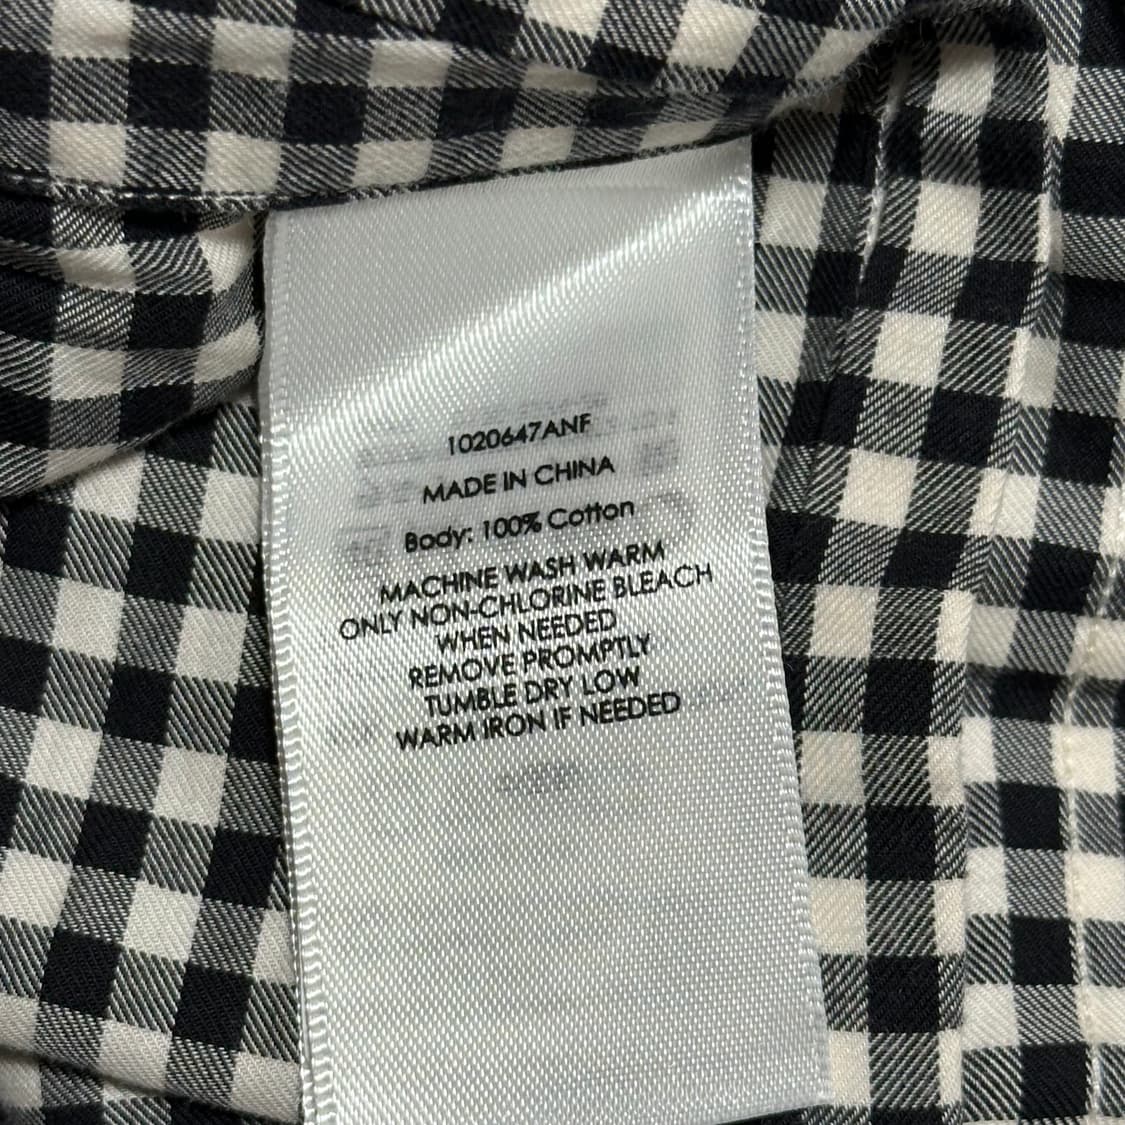 1020647ANF
MADE IN CHINA
Body: 100% Cotton
MACHINE WASH WARM
ONLY NON-CHLORINE BLEACH
WHEN NEEDED
REMOVE PROMPTLY
TUMBLE DRY LOW
WARM IRON IF NEEDED